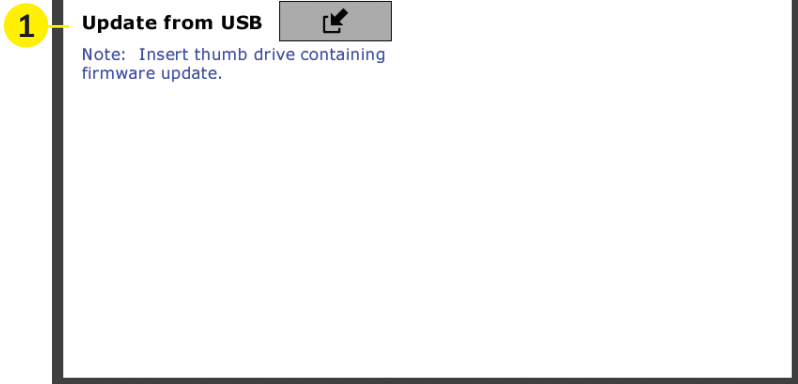 1
Update from USB
Note:  Insert thumb drive containing
firmware update.